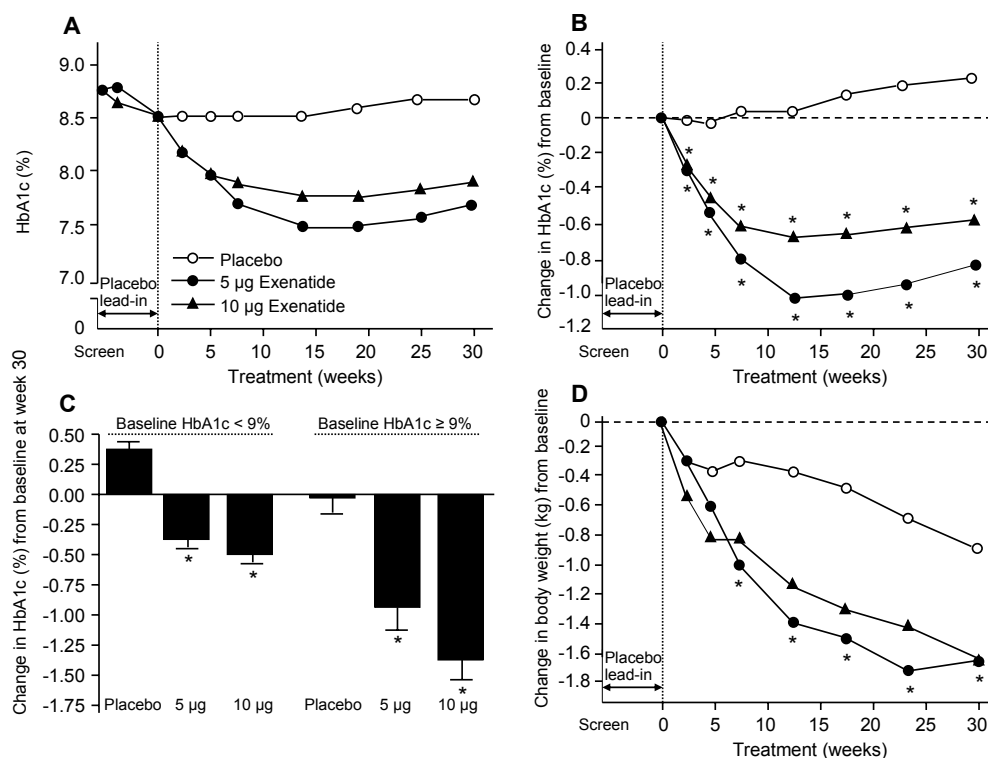 A
HbA1c (%)
9.0
8.5
8.0
7.5
7.0
0
Placebo
lead-in
Placebo
5 µg Exenatide
10 µg Exenatide
Screen
0 5 10 15 20 25 30
Treatment (weeks)
B
Change in HbA1c (%) from baseline
0.4
0.2
0
-0.2
-0.4
-0.6
-0.8
-1.0
-1.2
* * * * * * * *
* * * * * * * *
Placebo
lead-in
Screen
0 5 10 15 20 25 30
Treatment (weeks)
C
Change in HbA1c (%) from baseline at week 30
Baseline HbA1c < 9% Baseline HbA1c ≥ 9%
0.50
0.25
0.00
-0.25
-0.50
-0.75
-1.00
-1.25
-1.50
-1.75
* * * *
Placebo 5 µg 10 µg Placebo 5 µg 10 µg
D
Change in body weight (kg) from baseline
-0
-0.2
-0.4
-0.6
-0.8
-1.0
-1.2
-1.4
-1.6
-1.8
* * * * *
Placebo
lead-in
Screen
0 5 10 15 20 25 30
Treatment (weeks)